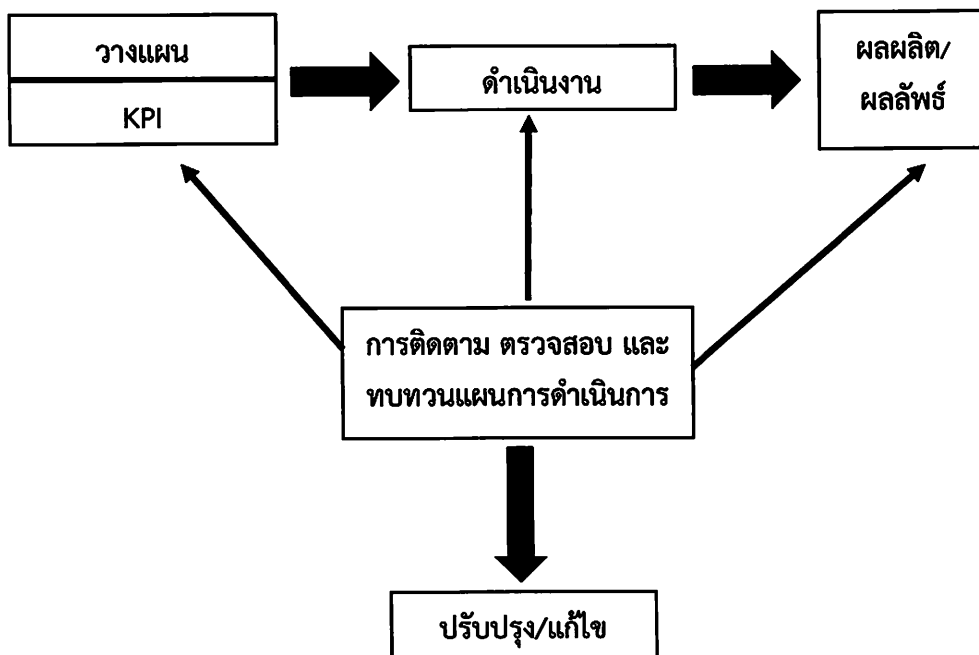 วางแผน
KPI
ดำเนินงาน
ผลผลิต/
ผลลัพธ์
การติดตาม ตรวจสอบ และ
ทบทวนแผนการดำเนินการ
ปรับปรุง/แก้ไข